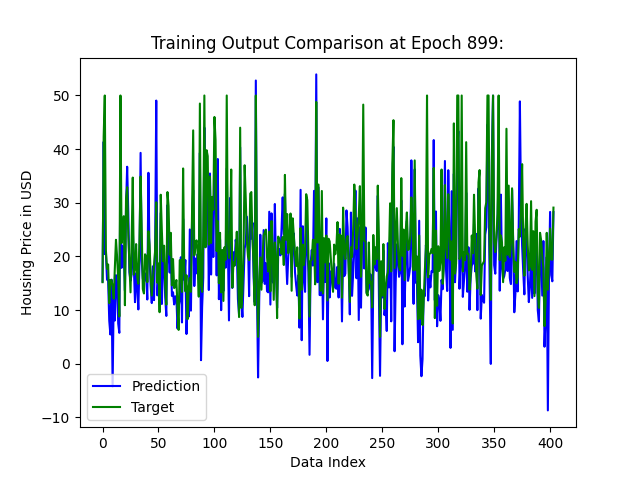 Training Output Comparison at Epoch 899:
Housing Price in USD
50
40
30
20
10
0
−10
Prediction
Target
0 50 100 150 200 250 300 350 400
Data Index